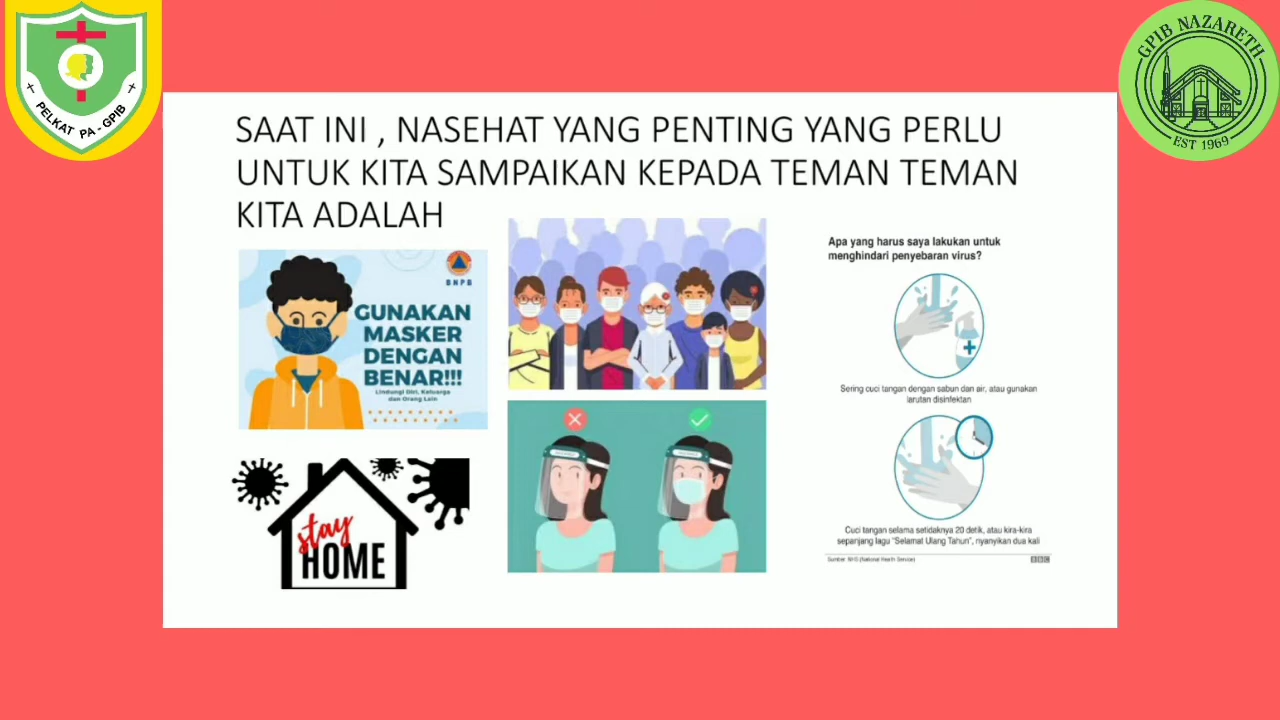 PELKAT PA - GPIB
GPIB NAZARETH
EST 1969
SAAT INI , NASEHAT YANG PENTING YANG PERLU
UNTUK KITA SAMPAIKAN KEPADA TEMAN TEMAN
KITA ADALAH
BNPB
GUNAKAN
MASKER
DENGAN
BENAR!!!
Lindungi Diri, Keluarga
dan Orang Lain
stay
HOME
Apa yang harus saya lakukan untuk
menghindari penyebaran virus?
Sering cuci tangan dengan sabun dan air, atau gunakan
larutan disinfektan
Cuci tangan selama setidaknya 20 detik, atau kira-kira
sepanjang lagu "Selamat Ulang Tahun", nyanyikan dua kali
Sumber: NHS (National Health Service)
BBC